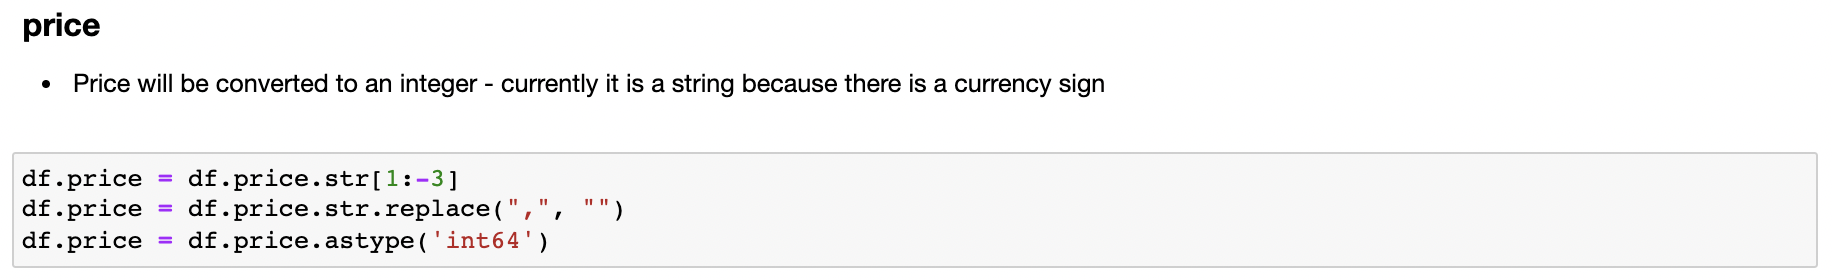 price
• Price will be converted to an integer - currently it is a string because there is a currency sign
df.price = df.price.str[1:-3]
df.price = df.price.str.replace(",", "")
df.price = df.price.astype('int64')